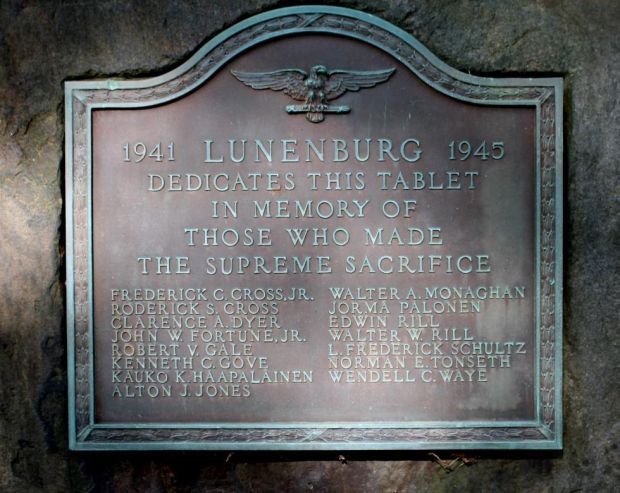 1941 LUNENBURG 1945
DEDICATES THIS TABLET
IN MEMORY OF
THOSE WHO MADE
THE SUPREME SACRIFICE
FREDERICK C. CROSS, JR.
RODERICK S. CROSS
CLARENCE A. DYER
JOHN W. FORTUNE, JR.
ROBERT V. GALE
KENNETH C. GOVE
KAUKO K. HAAPALAINEN
ALTON J. JONES
WALTER A. MONAGHAN
JORMA PALONEN
EDWIN RILL
WALTER W. RILL
L. FREDERICK SCHULTZ
NORMAN E. TONSETH
WENDELL C. WAYE